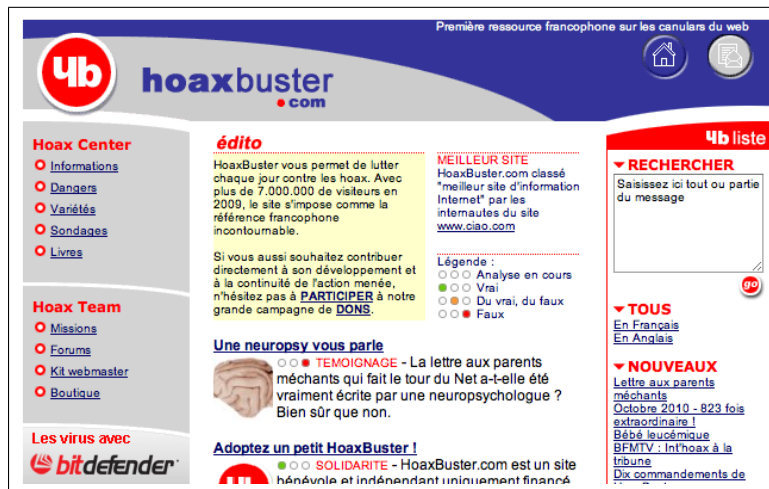 Première ressource francophone sur les canulars du web
hb
hoaxbuster
.com
Hoax Center
Informations
Dangers
Variétés
Sondages
Livres
Hoax Team
Missions
Forums
Kit webmaster
Boutique
Les virus avec
bitdefender
édito
HoaxBuster vous permet de lutter
chaque jour contre les hoax. Avec
plus de 7.000.000 de visiteurs en
2009, le site s'impose comme la
référence francophone
incontournable.
Si vous aussi souhaitez contribuer
directement à son développement et
à la continuité de l'action menée,
n'hésitez pas à PARTICIPER à notre
grande campagne de DONS.
MEILLEUR SITE
HoaxBuster.com classé
"meilleur site d'information
Internet" par les
internautes du site
www.ciao.com
Légende :
Analyse en cours
Vrai
Du vrai, du faux
Faux
Une neuropsy vous parle
TEMOIGNAGE - La lettre aux parents
méchants qui fait le tour du Net a-t-elle été
vraiment écrite par une neuropsychologue ?
Bien sûr que non.
Adoptez un petit HoaxBuster !
SOLIDARITE - HoaxBuster.com est un site
bénévole et indépendant uniquement financé
hb liste
RECHERCHER
Saisissez ici tout ou partie
du message
go
TOUS
En Français
En Anglais
NOUVEAUX
Lettre aux parents
méchants
Octobre 2010 - 823 fois
extraordinaire !
Bébé leucémique
BFMTV : Int'hoax à la
tribune
Dix commandements de